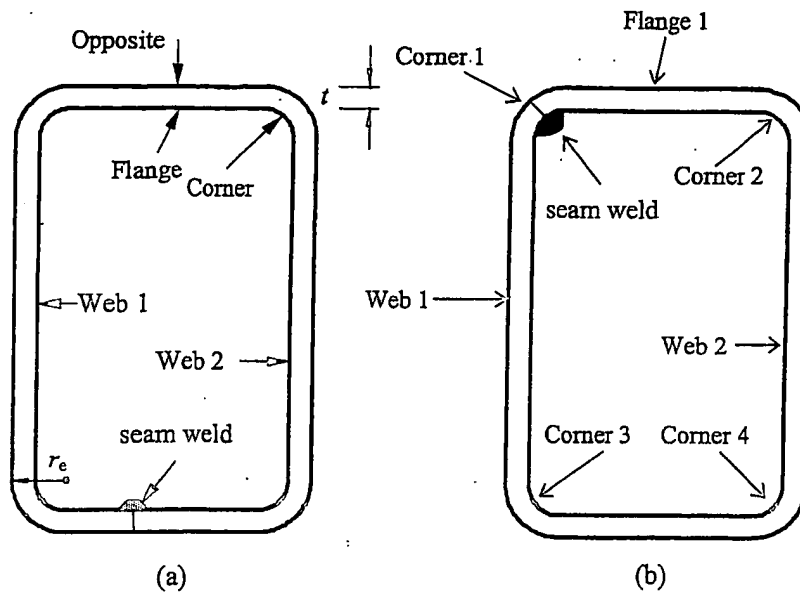 Opposite
t
Flange
Corner
Web 1
Web 2
seam weld
r_e
(a)
Flange 1
Corner 1
Corner 2
seam weld
Web 1
Web 2
Corner 3
Corner 4
(b)